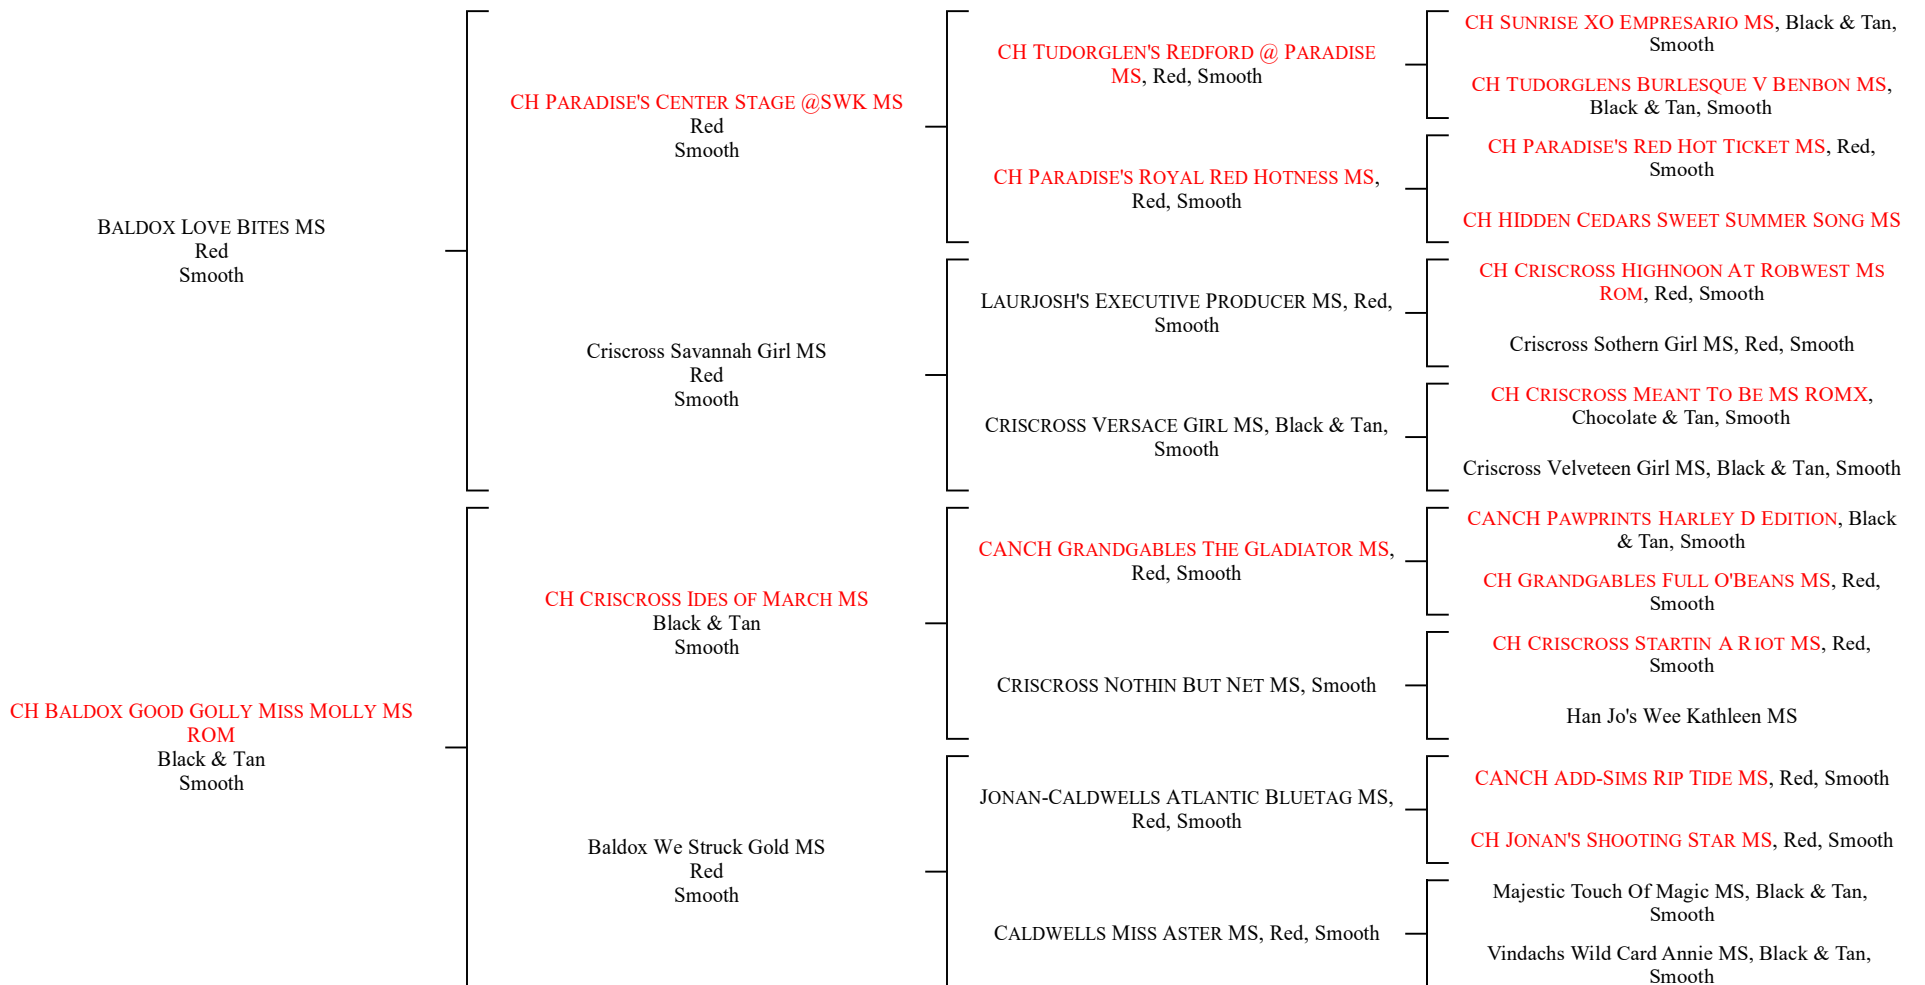 BALDOX LOVE BITES MS
Red
Smooth
CH BALDOX GOOD GOLLY MISS MOLLY MS
ROM
Black & Tan
Smooth
CH PARADISE'S CENTER STAGE @SWK MS
Red
Smooth
Criscross Savannah Girl MS
Red
Smooth
CH CRISCROSS IDES OF MARCH MS
Black & Tan
Smooth
Baldox We Struck Gold MS
Red
Smooth
CH TUDORGLEN'S REDFORD @ PARADISE
MS, Red, Smooth
CH PARADISE'S ROYAL RED HOTNESS MS,
Red, Smooth
LAURJOSH'S EXECUTIVE PRODUCER MS, Red,
Smooth
CRISCROSS VERSACE GIRL MS, Black & Tan,
Smooth
CANCH GRANDGABLES THE GLADIATOR MS,
Red, Smooth
CRISCROSS NOTHIN BUT NET MS, Smooth
JONAN-CALDWELLS ATLANTIC BLUETAG MS,
Red, Smooth
CALDWELLS MISS ASTER MS, Red, Smooth
CH SUNRISE XO EMPRESARIO MS, Black & Tan,
Smooth
CH TUDORGLENS BURLESQUE V BENBON MS,
Black & Tan, Smooth
CH PARADISE'S RED HOT TICKET MS, Red,
Smooth
CH HIDDEN CEDARS SWEET SUMMER SONG MS
CH CRISCROSS HIGHNOON AT ROBWEST MS
ROM, Red, Smooth
Criscross Sothern Girl MS, Red, Smooth
CH CRISCROSS MEANT TO BE MS ROMX,
Chocolate & Tan, Smooth
Criscross Velveteen Girl MS, Black & Tan, Smooth
CANCH PAWPRINTS HARLEY D EDITION, Black
& Tan, Smooth
CH GRANDGABLES FULL O'BEANS MS, Red,
Smooth
CH CRISCROSS STARTIN A RIOT MS, Red,
Smooth
Han Jo's Wee Kathleen MS
CANCH ADD-SIMS RIP TIDE MS, Red, Smooth
CH JONAN'S SHOOTING STAR MS, Red, Smooth
Majestic Touch Of Magic MS, Black & Tan,
Smooth
Vindachs Wild Card Annie MS, Black & Tan,
Smooth